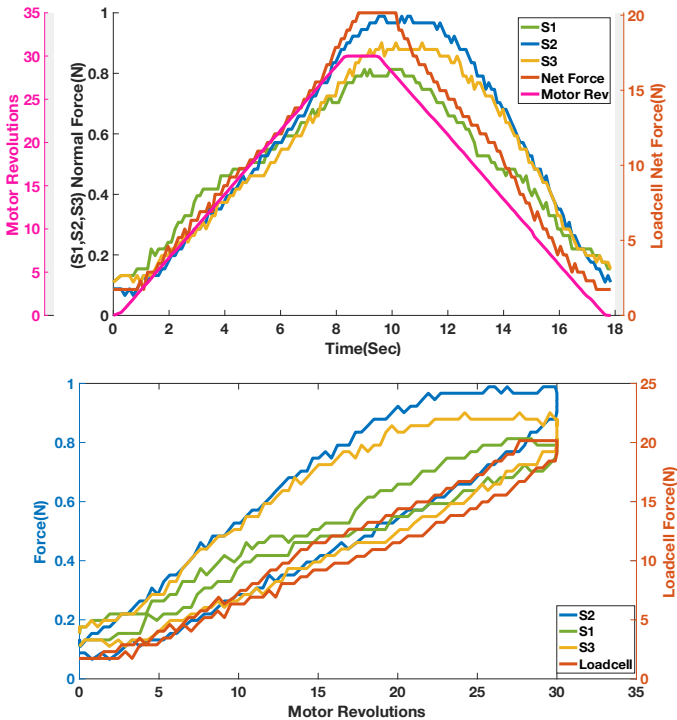 35
30
25
20
15
10
5
0
Motor Revolutions
1
0.8
0.6
0.4
0.2
0
(S1,S2,S3) Normal Force(N)
S1
S2
S3
Net Force
Motor Rev
20
15
10
5
0
Loadcell Net Force(N)
0 2 4 6 8 10 12 14 16 18
Time(Sec)
1
0.8
0.6
0.4
0.2
0
Force(N)
25
20
15
10
5
0
Loadcell Force(N)
S2
S1
S3
Loadcell
0 5 10 15 20 25 30 35
Motor Revolutions